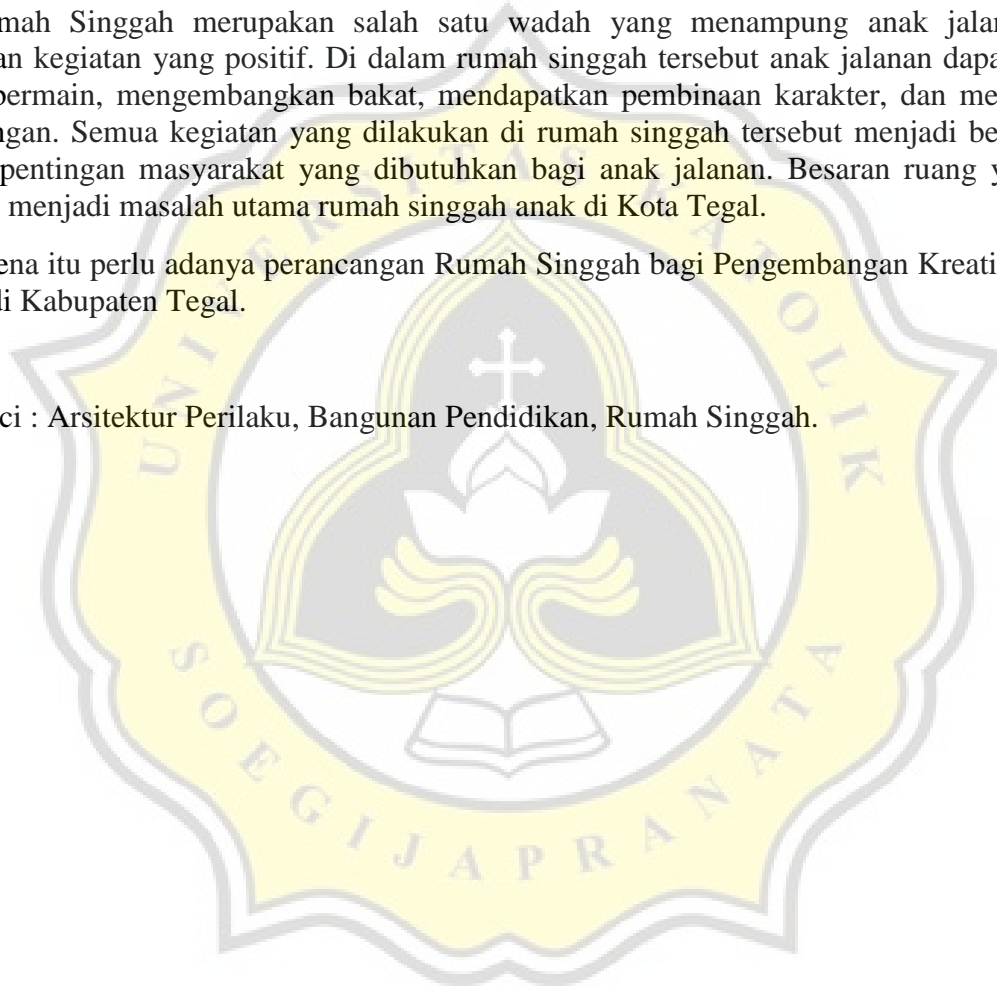 mah Singgah merupakan salah satu wadah yang menampung anak jalan
an kegiatan yang positif. Di dalam rumah singgah tersebut anak jalanan dapa
bermain, mengembangkan bakat, mendapatkan pembinaan karakter, dan me
ngan. Semua kegiatan yang dilakukan di rumah singgah tersebut menjadi be
pentingan masyarakat yang dibutuhkan bagi anak jalanan. Besaran ruang y
menjadi masalah utama rumah singgah anak di Kota Tegal.
ena itu perlu adanya perancangan Rumah Singgah bagi Pengembangan Kreati
di Kabupaten Tegal.
ci : Arsitektur Perilaku, Bangunan Pendidikan, Rumah Singgah.
UNIVERSITAS KATOLIK
SOEGIJAPRANATA